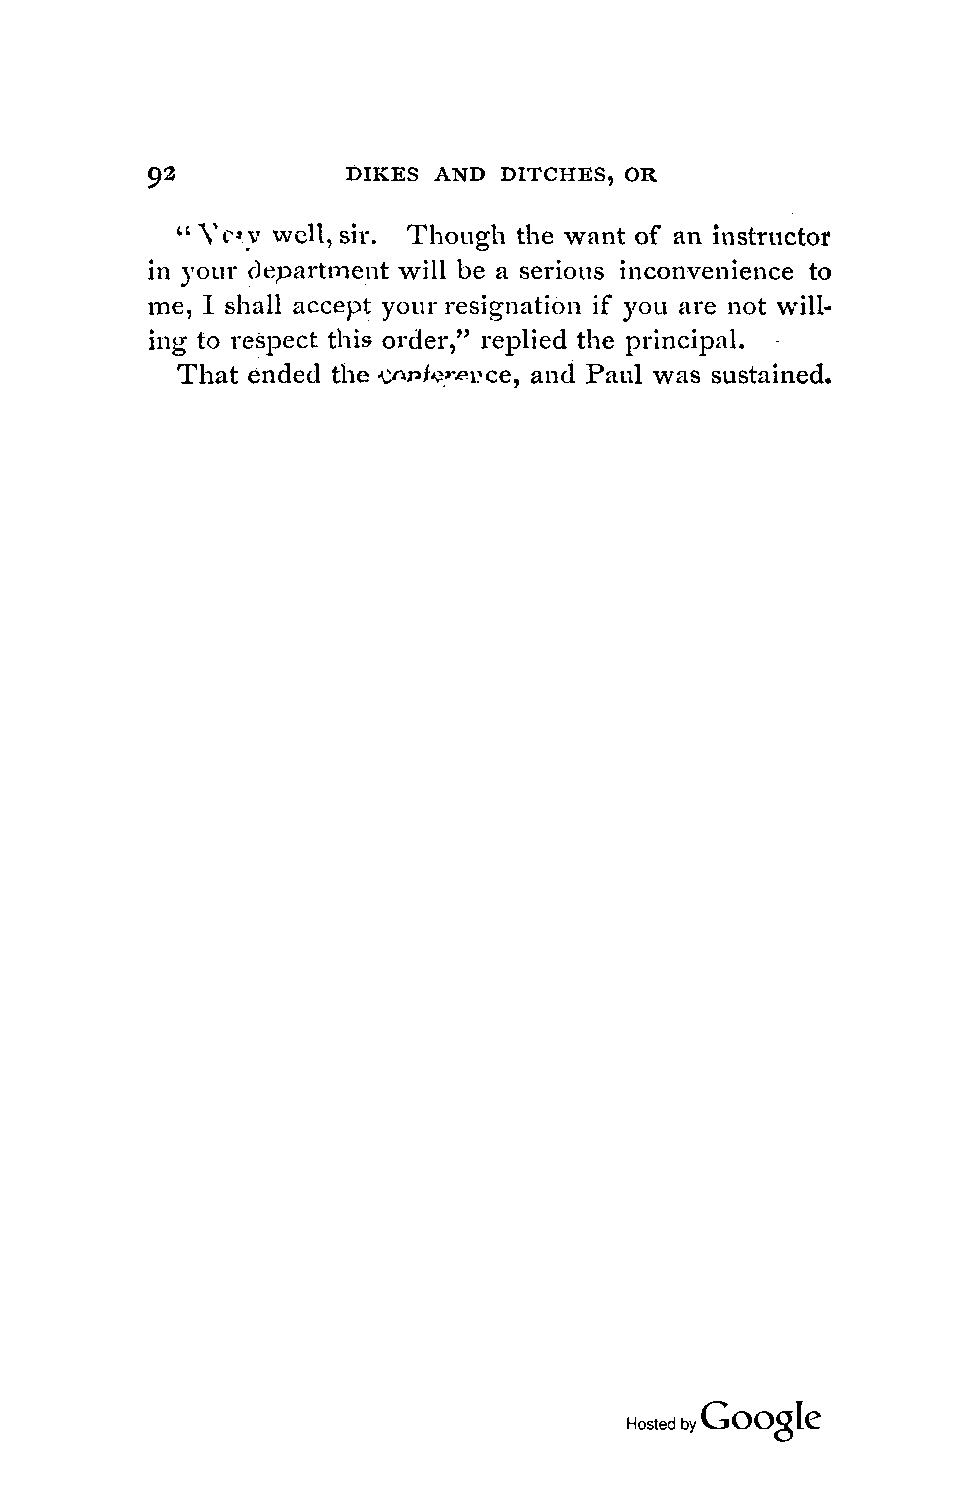 92 DIKES AND DITCHES, OR
“Very well, sir. Though the want of an instructor
in your department will be a serious inconvenience to
me, I shall accept your resignation if you are not will-
ing to respect this order,” replied the principal.
That ended the conference, and Paul was sustained.
Hosted by Google